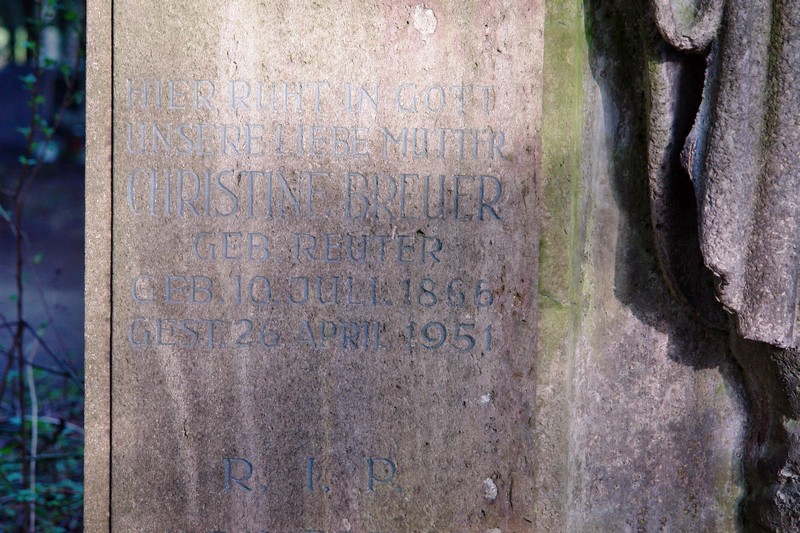 HIER RUHT IN GOTT
UNSERE LIEBE MUTTER
CHRISTINE BREUER
GEB. REUTER
GEB. 10. JULI 1866
GEST. 26. APRIL 1951
R. I. P.